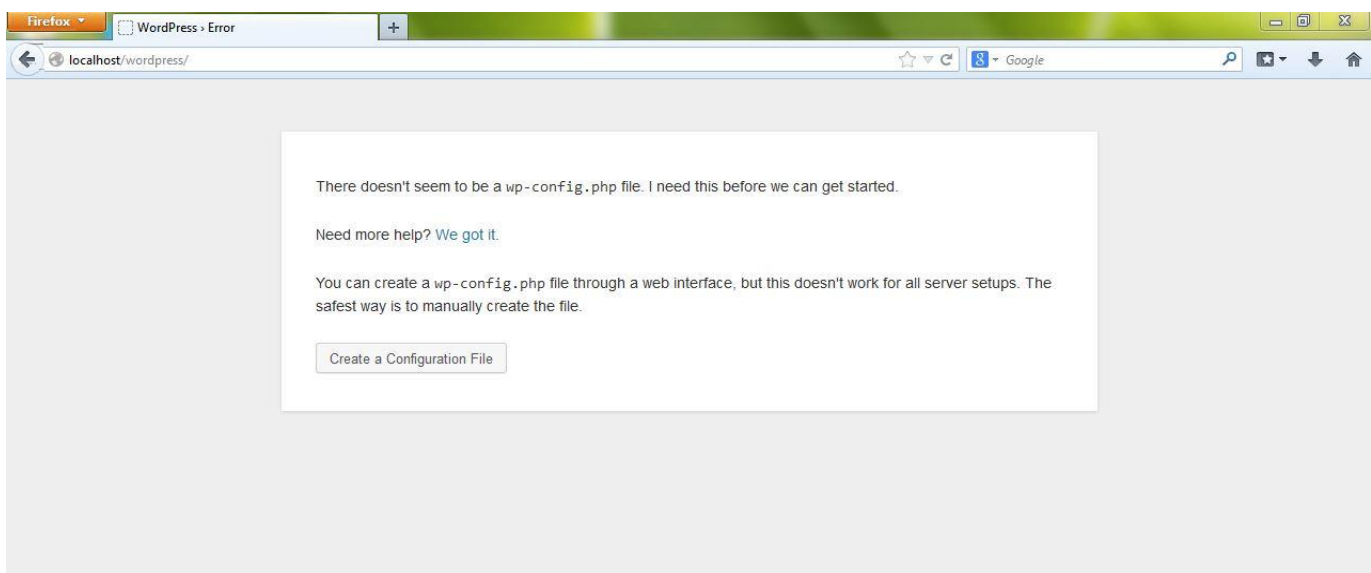 Firefox
WordPress › Error
+
localhost/wordpress/
8
Google
There doesn't seem to be a wp-config.php file. I need this before we can get started.
Need more help? We got it.
You can create a wp-config.php file through a web interface, but this doesn't work for all server setups. The
safest way is to manually create the file.
Create a Configuration File